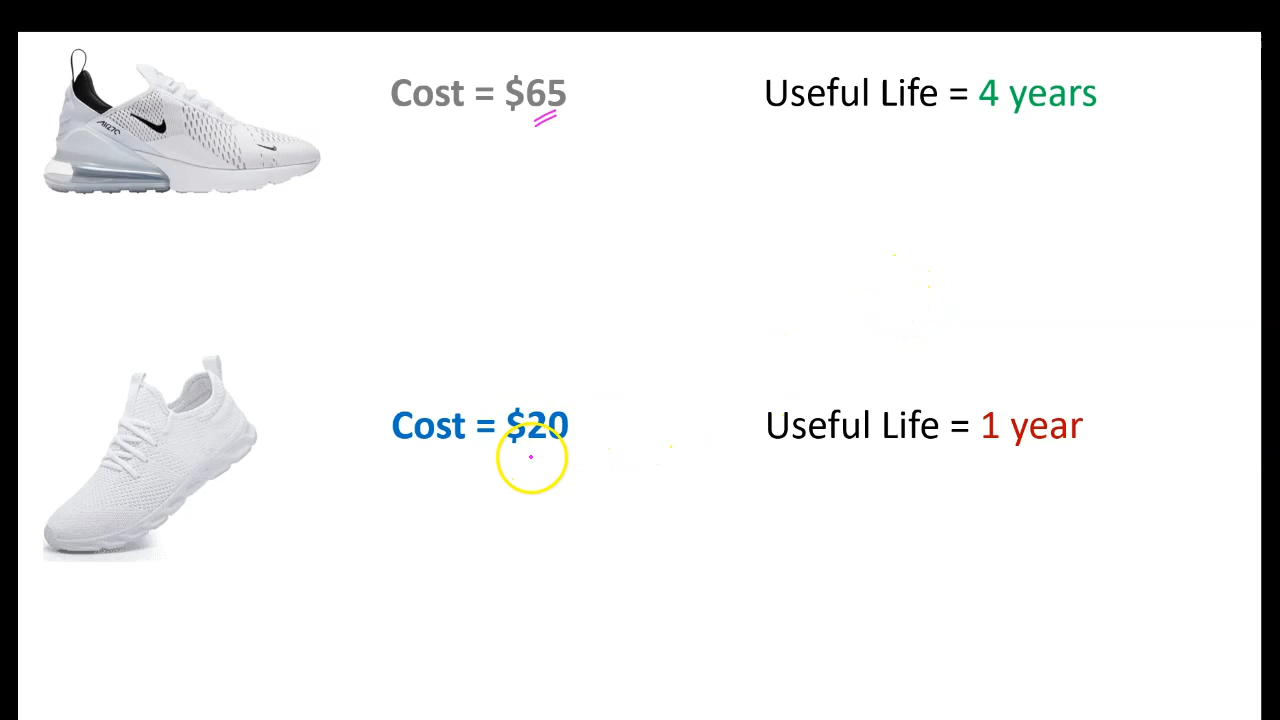 Cost = $65
Useful Life = 4 years
Cost = $20
Useful Life = 1 year